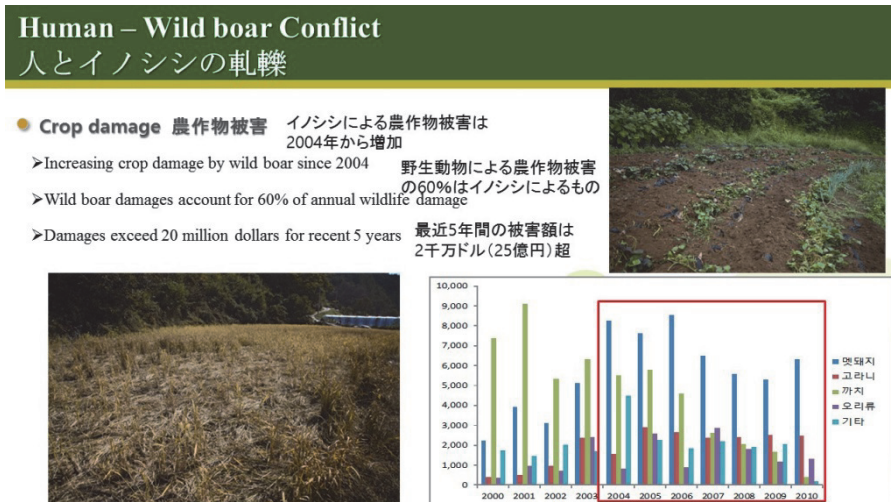 Human – Wild boar Conflict
人とイノシシの軋轢
Crop damage 農作物被害
イノシシによる農作物被害は
2004年から増加
➤Increasing crop damage by wild boar since 2004
野生動物による農作物被害
の60%はイノシシによるもの
➤Wild boar damages account for 60% of annual wildlife damage
➤Damages exceed 20 million dollars for recent 5 years
最近5年間の被害額は
2千万ドル(25億円)超
10,000
9,000
8,000
7,000
6,000
5,000
4,000
3,000
2,000
1,000
0
2000 2001 2002 2003 2004 2005 2006 2007 2008 2009 2010
멧돼지
고라니
까치
오리류
기타